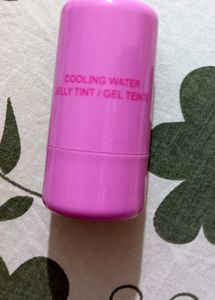 COOLING WATER
JELLY TINT / GEL TEINTÉ